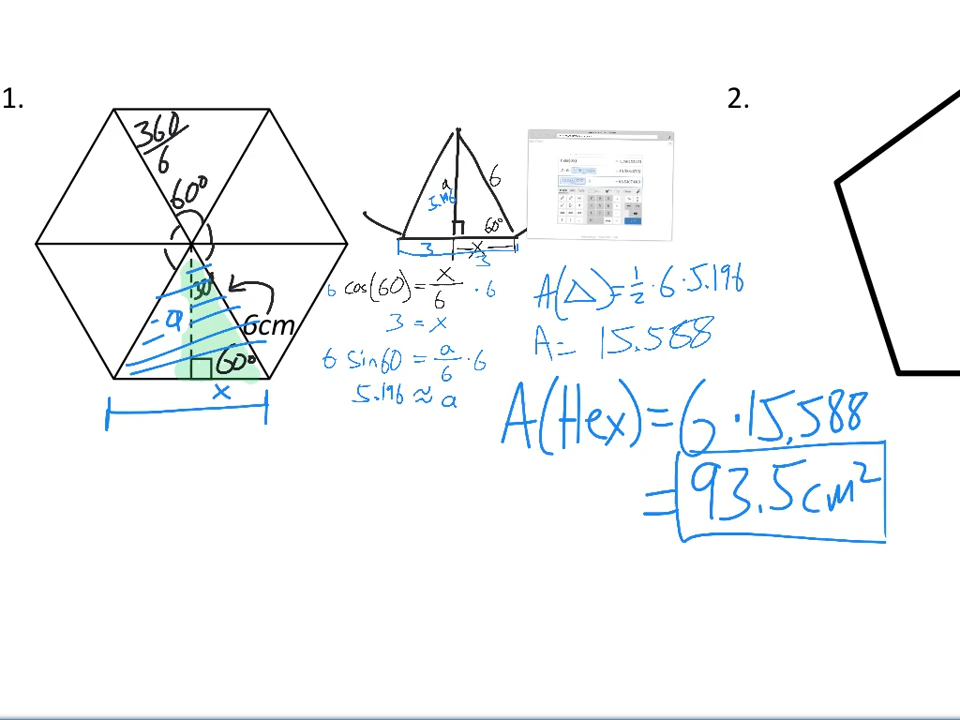 1.
360
6
60°
30
a
6cm
60°
x
a
5.196
6
60°
3
x
3
6 cos(60) = x/6 · 6
3 = x
6 sin60 = a/6 · 6
5.196 ≈ a
A(△) = 1/2 · 6 · 5.196
A = 15.588
A(Hex) = 6 · 15.588
= 93.5cm²
2.